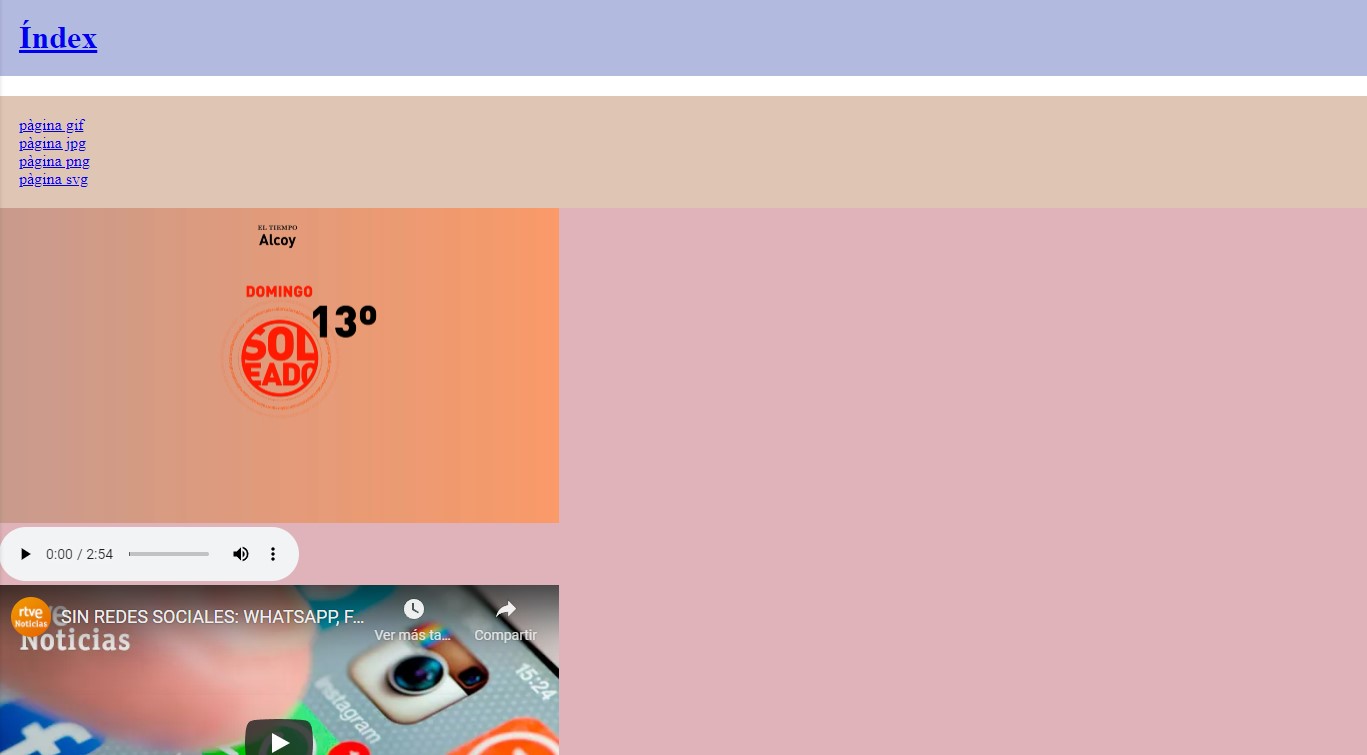 Índex
pàgina gif
pàgina jpg
pàgina png
pàgina svg
EL TIEMPO
Alcoy
DOMINGO
13º
SOL
EADO
0:00 / 2:54
rtve
Noticias
SIN REDES SOCIALES: WHATSAPP, F...
Ver más ta...
Compartir
Noticias
15:24
Instagram